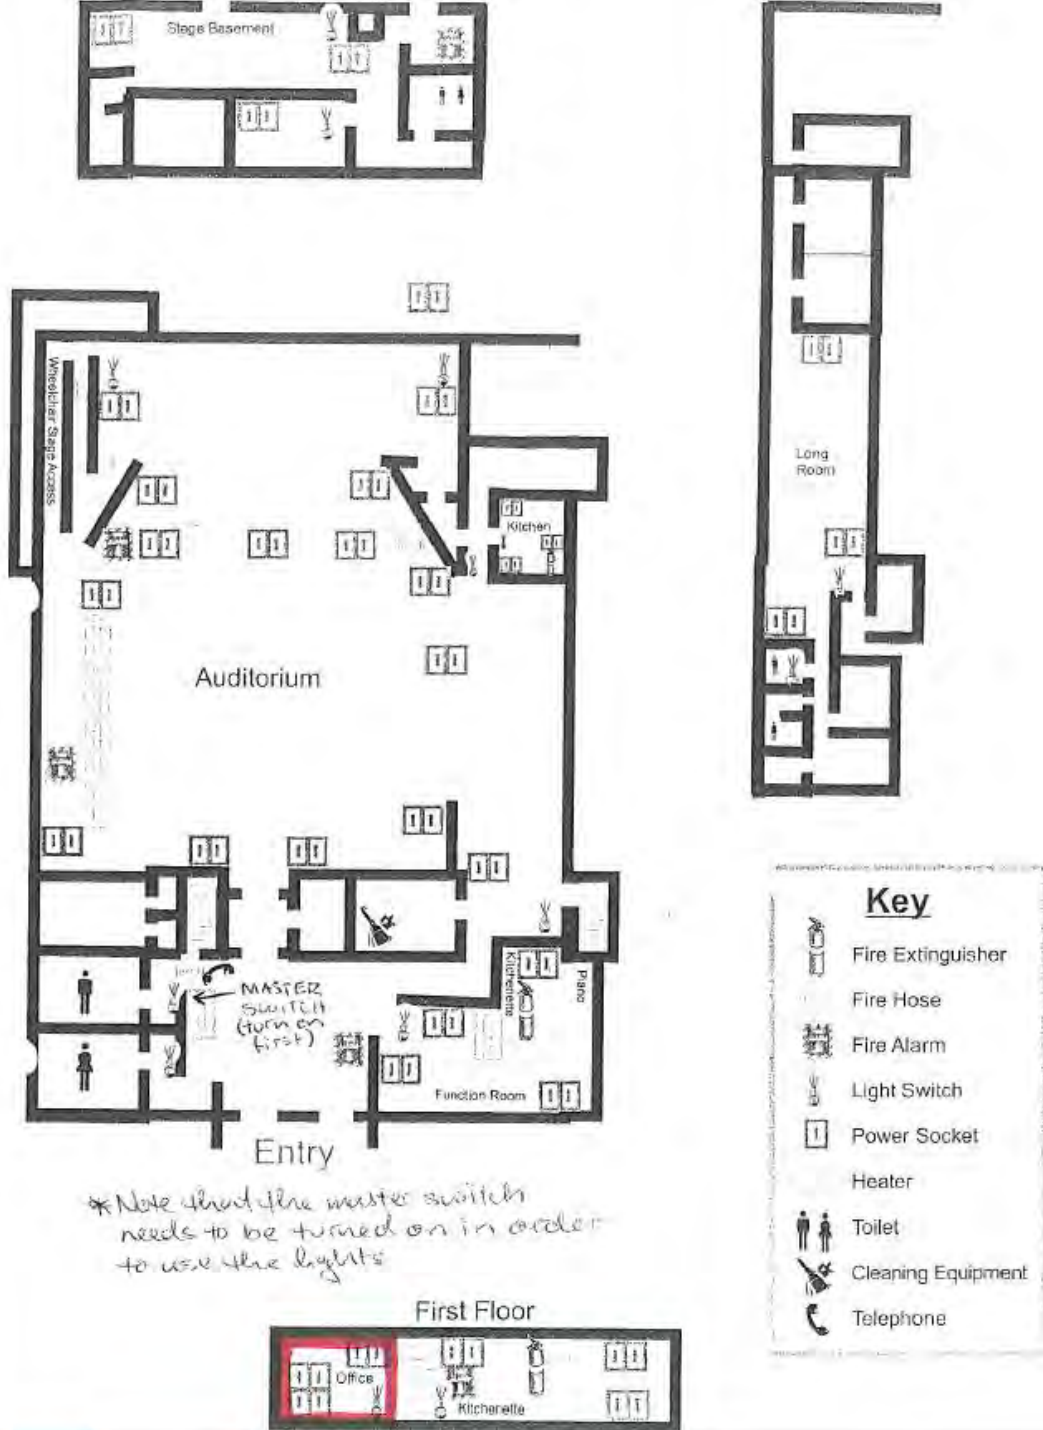 Stage Basement
Wheelchair Stage Access
Kitchen
Long
Room
Auditorium
MASTER
SWITCH
(turn on
first)
Kitchenette
Piano
Function Room
Entry
* Note that the master switch
needs to be turned on in order
to use the lights
Key
Fire Extinguisher
Fire Hose
Fire Alarm
Light Switch
Power Socket
Heater
Toilet
Cleaning Equipment
Telephone
First Floor
Office
Kitchenette